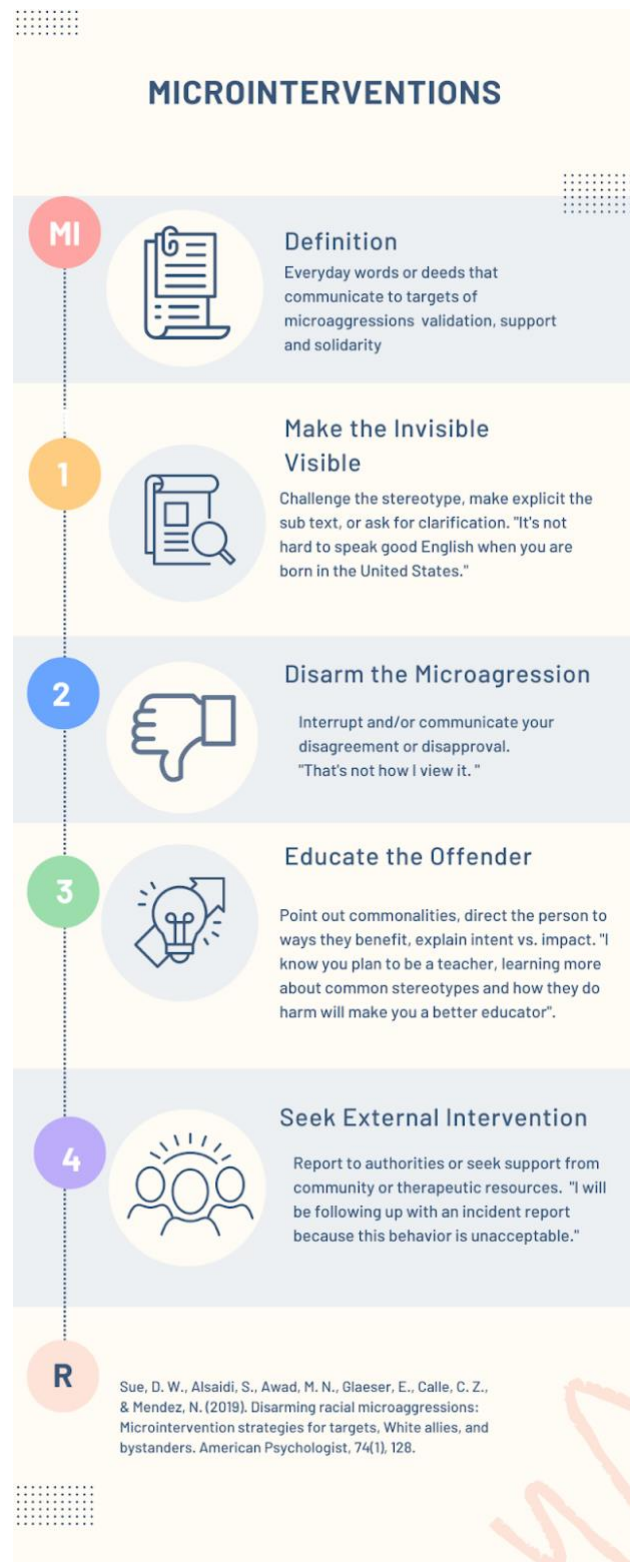 MICROINTERVENTIONS
MI
Definition
Everyday words or deeds that
communicate to targets of
microaggressions validation, support
and solidarity
1
Make the Invisible
Visible
Challenge the stereotype, make explicit the
sub text, or ask for clarification. "It's not
hard to speak good English when you are
born in the United States."
2
Disarm the Microagression
Interrupt and/or communicate your
disagreement or disapproval.
"That's not how I view it. "
3
Educate the Offender
Point out commonalities, direct the person to
ways they benefit, explain intent vs. impact. "I
know you plan to be a teacher, learning more
about common stereotypes and how they do
harm will make you a better educator".
4
Seek External Intervention
Report to authorities or seek support from
community or therapeutic resources. "I will
be following up with an incident report
because this behavior is unacceptable."
R
Sue, D. W., Alsaidi, S., Awad, M. N., Glaeser, E., Calle, C. Z.,
& Mendez, N. (2019). Disarming racial microaggressions:
Microintervention strategies for targets, White allies, and
bystanders. American Psychologist, 74(1), 128.